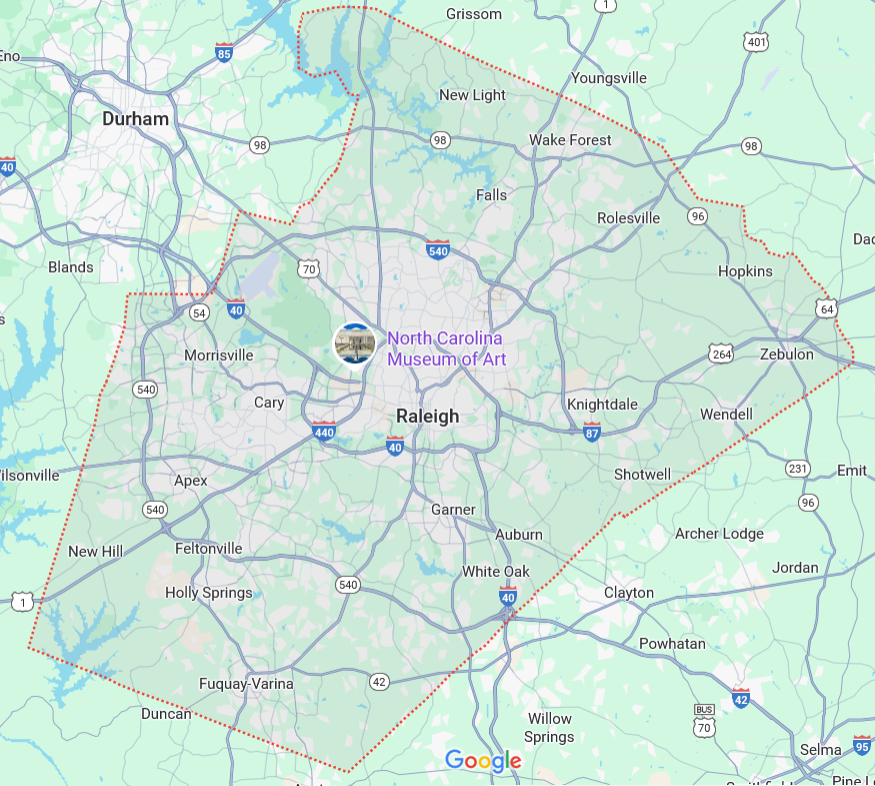 Grissom
1
401
85
Eno
Youngsville
New Light
Durham
98
98
Wake Forest
98
40
Falls
Rolesville
96
540
Blands
70
Hopkins
40
54
64
North Carolina
Museum of Art
Morrisville
264
Zebulon
540
Cary
Knightdale
Raleigh
Wendell
440
40
87
Apex
Shotwell
231
Emit
96
540
Garner
Auburn
Archer Lodge
New Hill
Feltonville
White Oak
Jordan
540
Holly Springs
40
Clayton
1
Powhatan
Fuquay-Varina
42
42
Duncan
BUS
70
Willow
Springs
Google
Selma
95